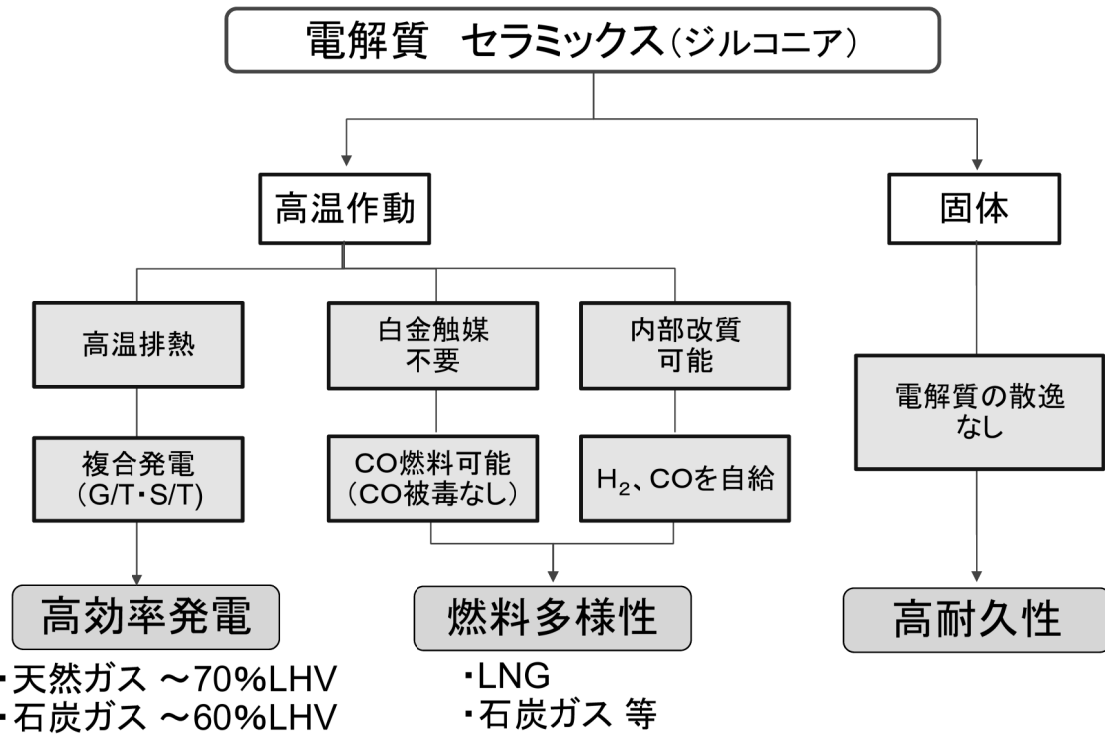 電解質 セラミックス（ジルコニア）
高温作動
固体
高温排熱
白金触媒
不要
内部改質
可能
電解質の散逸
なし
複合発電
（G/T・S/T)
CO燃料可能
（CO被毒なし）
H₂、COを自給
高効率発電
燃料多様性
高耐久性
・天然ガス ～70%LHV
・石炭ガス ～60%LHV
・LNG
・石炭ガス 等